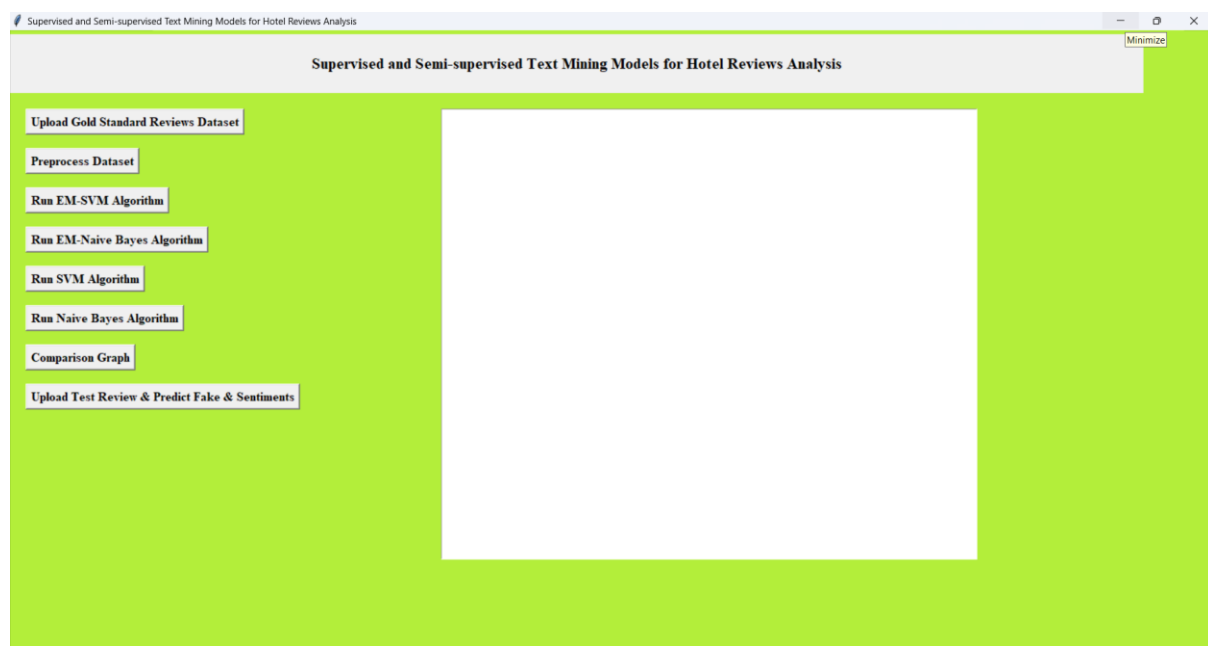 Supervised and Semi-supervised Text Mining Models for Hotel Reviews Analysis
Minimize
Supervised and Semi-supervised Text Mining Models for Hotel Reviews Analysis
Upload Gold Standard Reviews Dataset
Preprocess Dataset
Run EM-SVM Algorithm
Run EM-Naive Bayes Algorithm
Run SVM Algorithm
Run Naive Bayes Algorithm
Comparison Graph
Upload Test Review & Predict Fake & Sentiments